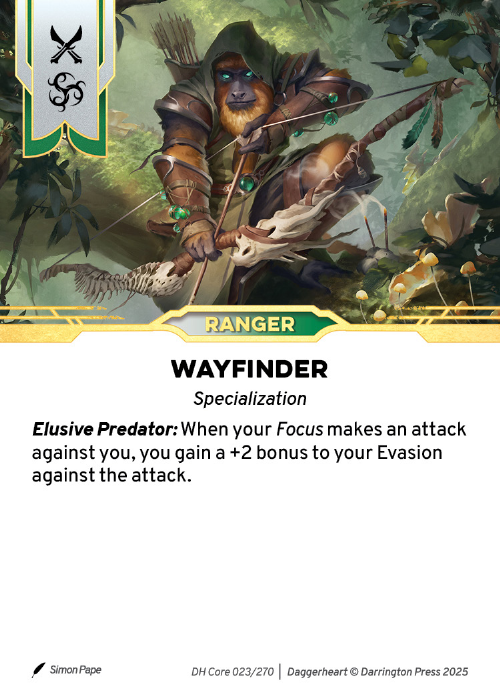 RANGER
WAYFINDER
Specialization
Elusive Predator: When your Focus makes an attack
against you, you gain a +2 bonus to your Evasion
against the attack.
Simon Pape
DH Core 023/270 | Daggerheart © Darrington Press 2025